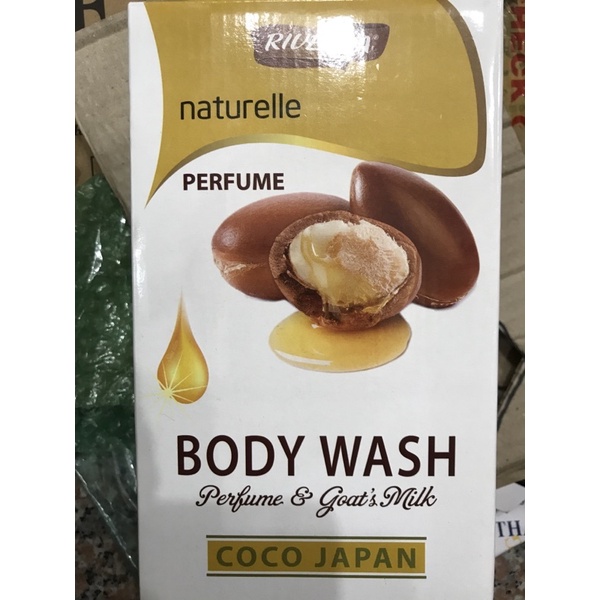 naturelle
PERFUME
BODY WASH
Perfume & Goat's Milk
COCO JAPAN